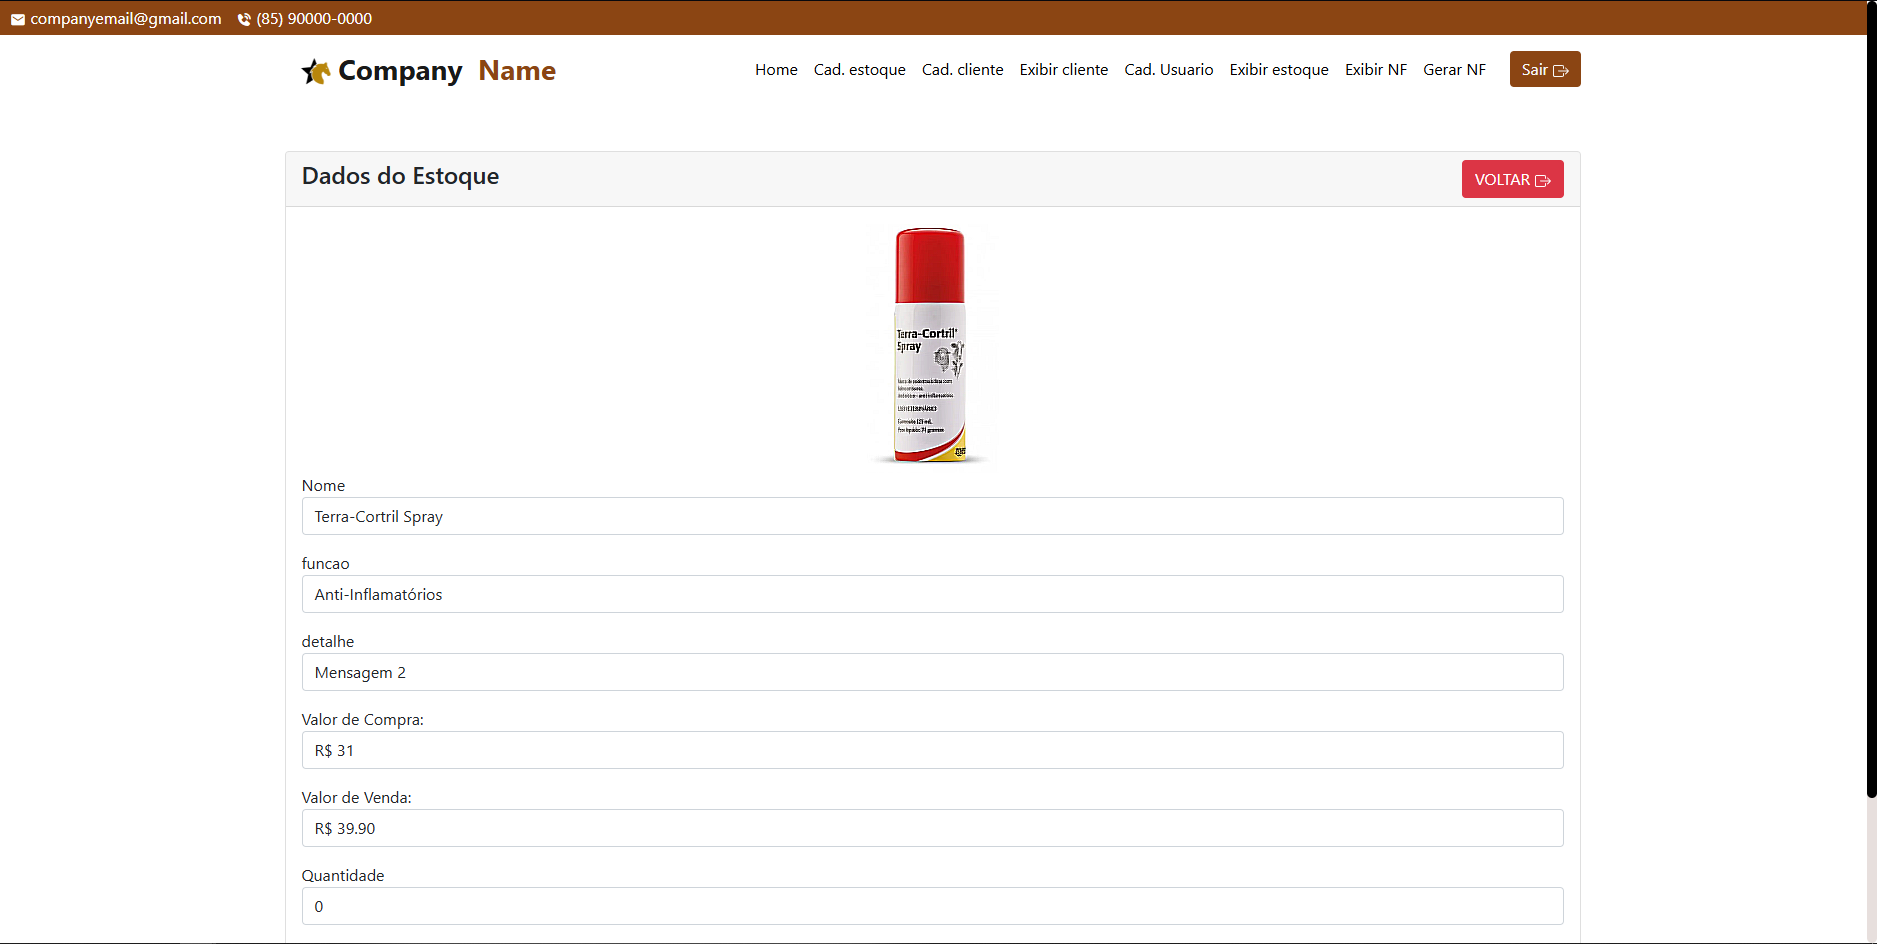 companyemail@gmail.com (85) 90000-0000
Company Name
Home Cad. estoque Cad. cliente Exibir cliente Cad. Usuario Exibir estoque Exibir NF Gerar NF Sair
Dados do Estoque
VOLTAR
Terra-Cortril
Spray
Nome
Terra-Cortril Spray
funcao
Anti-Inflamatórios
detalhe
Mensagem 2
Valor de Compra:
R$ 31
Valor de Venda:
R$ 39.90
Quantidade
0